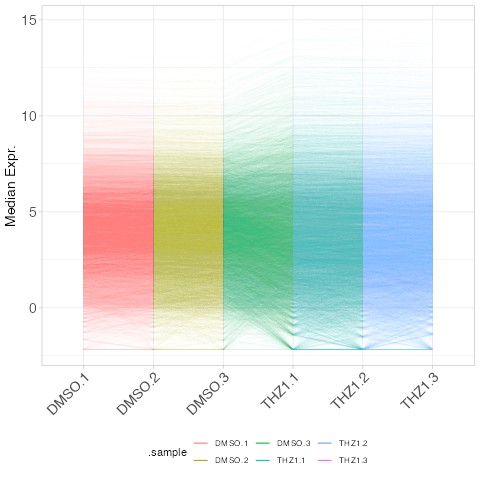 15
10
5
0
Median Expr.
DMSO.1
DMSO.2
DMSO.3
THZ1.1
THZ1.2
THZ1.3
.sample
DMSO.1 DMSO.3 THZ1.2
DMSO.2 THZ1.1 THZ1.3